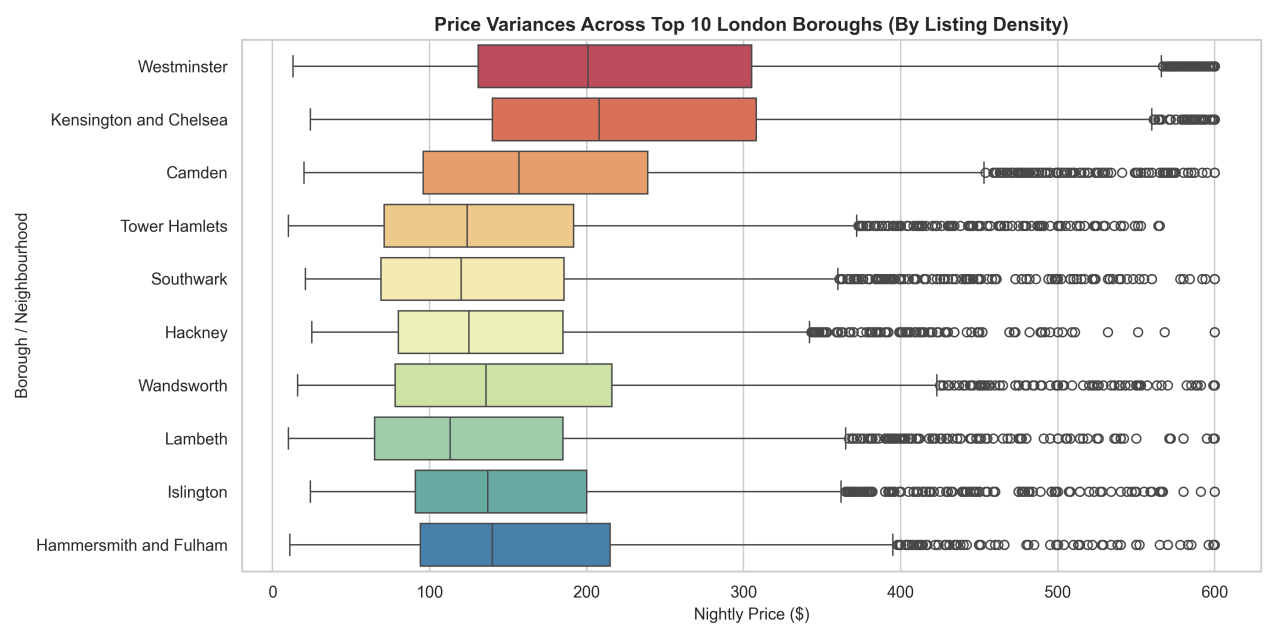 Price Variances Across Top 10 London Boroughs (By Listing Density)
Borough / Neighbourhood
Westminster
Kensington and Chelsea
Camden
Tower Hamlets
Southwark
Hackney
Wandsworth
Lambeth
Islington
Hammersmith and Fulham
0 100 200 300 400 500 600
Nightly Price ($)